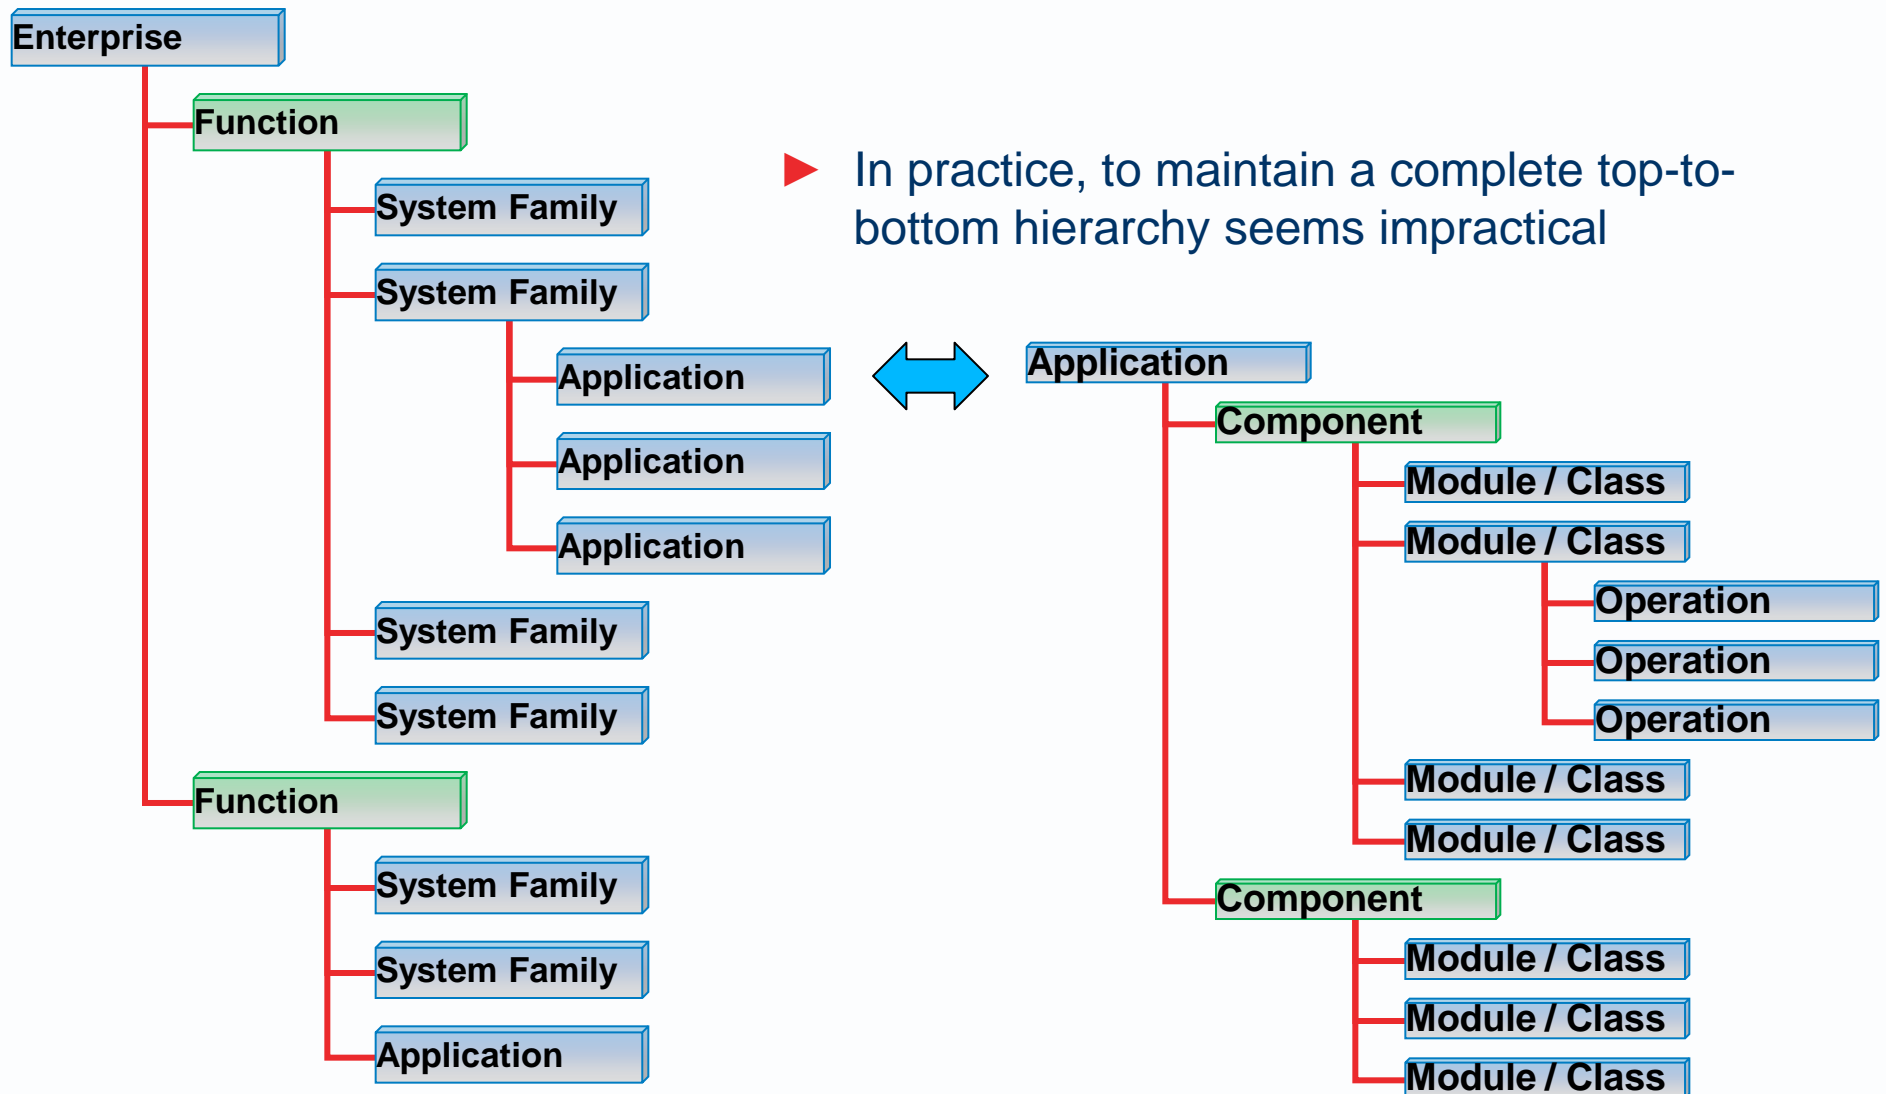 Enterprise
Function
System Family
System Family
Application
Application
Application
System Family
System Family
Function
System Family
System Family
Application
► In practice, to maintain a complete top-to-
bottom hierarchy seems impractical
Application
Component
Module / Class
Module / Class
Operation
Operation
Operation
Module / Class
Module / Class
Component
Module / Class
Module / Class
Module / Class